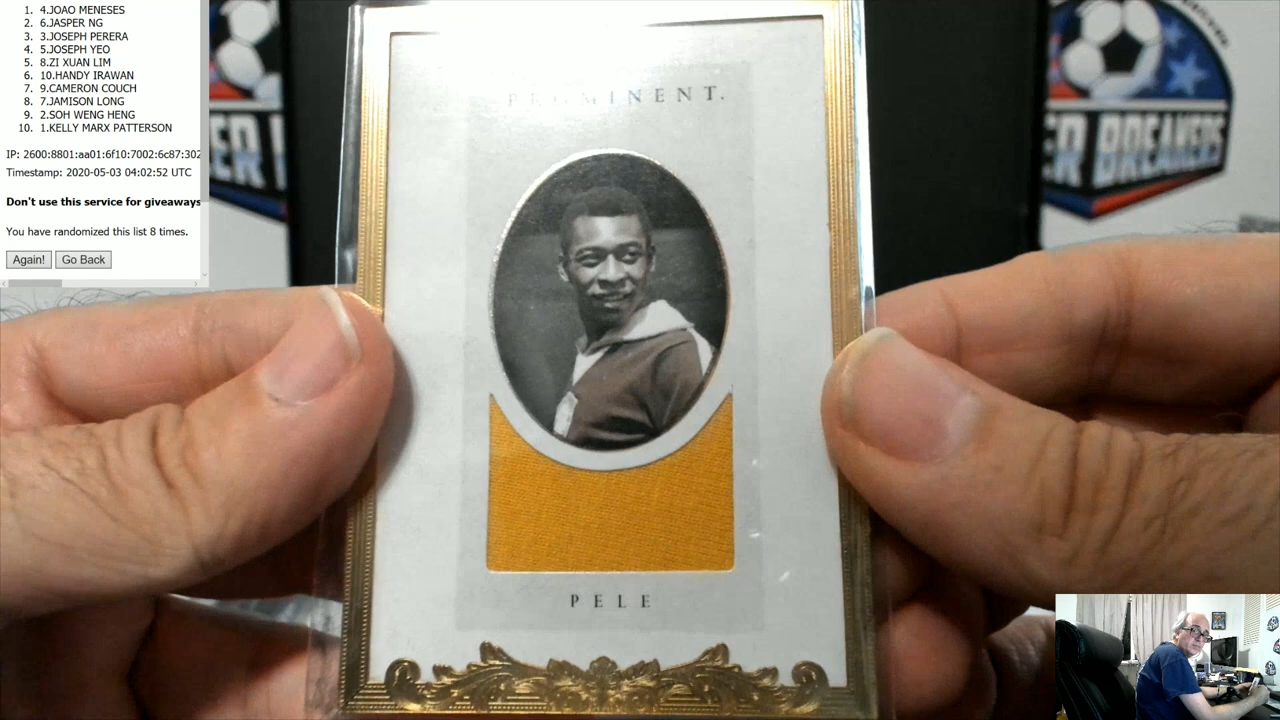 1. 4.JOAO MENESES
2. 6.JASPER NG
3. 3.JOSEPH PERERA
4. 5.JOSEPH YEO
5. 8.ZI XUAN LIM
6. 10.HANDY IRAWAN
7. 9.CAMERON COUCH
8. 7.JAMISON LONG
9. 2.SOH WENG HENG
10. 1.KELLY MARX PATTERSON
IP: 2600:8801:aa01:6f10:7002:6c87:302
Timestamp: 2020-05-03 04:02:52 UTC
Don't use this service for giveaways
You have randomized this list 8 times.
Again! Go Back
PROMINENT.
PELE
ER B
ER BREAKERS